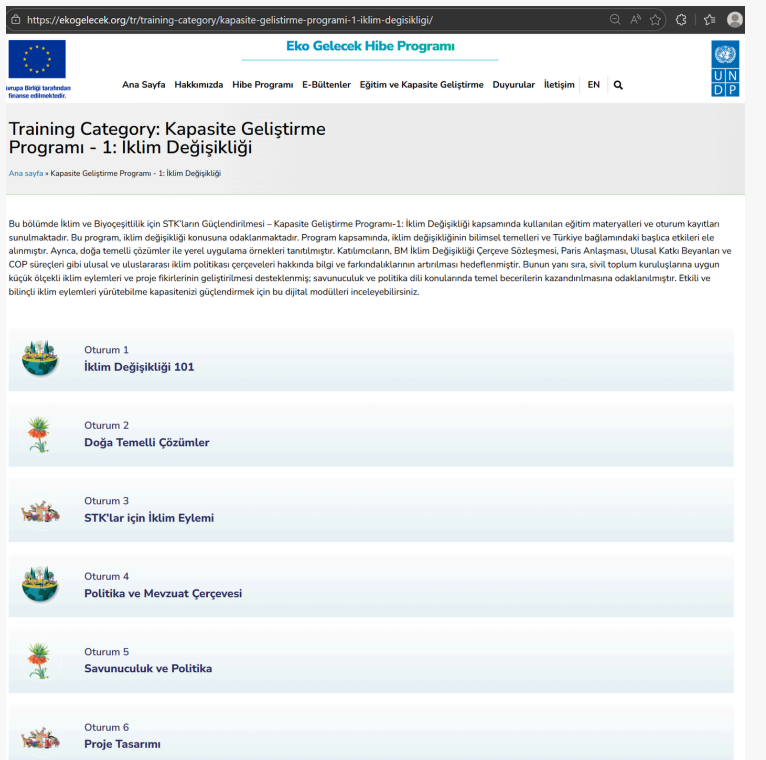 https://ekogelecek.org/tr/training-category/kapasite-gelistirme-programi-1-iklim-degisikligi/
Eko Gelecek Hibe Programı
vrupa Birliği tarafından
finanse edilmektedir.
Ana Sayfa Hakkımızda Hibe Programı E-Bültenler Eğitim ve Kapasite Geliştirme Duyurular İletişim EN
U N
D P
Training Category: Kapasite Geliştirme
Programı - 1: İklim Değişikliği
Ana sayfa » Kapasite Geliştirme Programı - 1: İklim Değişikliği
Bu bölümde İklim ve Biyoçeşitlilik için STK'ların Güçlendirilmesi – Kapasite Geliştirme Programı-1: İklim Değişikliği kapsamında kullanılan eğitim materyalleri ve oturum kayıtları
sunulmaktadır. Bu program, iklim değişikliği konusuna odaklanmaktadır. Program kapsamında, iklim değişikliğinin bilimsel temelleri ve Türkiye bağlamındaki başlıca etkileri ele
alınmıştır. Ayrıca, doğa temelli çözümler ile yerel uygulama örnekleri tanıtılmıştır. Katılımcıların, BM İklim Değişikliği Çerçeve Sözleşmesi, Paris Anlaşması, Ulusal Katkı Beyanları ve
COP süreçleri gibi ulusal ve uluslararası iklim politikası çerçeveleri hakkında bilgi ve farkındalıklarının artırılması hedeflenmiştir. Bunun yanı sıra, sivil toplum kuruluşlarına uygun
küçük ölçekli iklim eylemleri ve proje fikirlerinin geliştirilmesi desteklenmiş; savunuculuk ve politika dili konularında temel becerilerin kazandırılmasına odaklanılmıştır. Etkili ve
bilinçli iklim eylemleri yürütebilme kapasitenizi güçlendirmek için bu dijital modülleri inceleyebilirsiniz.
Oturum 1
İklim Değişikliği 101
Oturum 2
Doğa Temelli Çözümler
Oturum 3
STK'lar için İklim Eylemi
Oturum 4
Politika ve Mevzuat Çerçevesi
Oturum 5
Savunuculuk ve Politika
Oturum 6
Proje Tasarımı